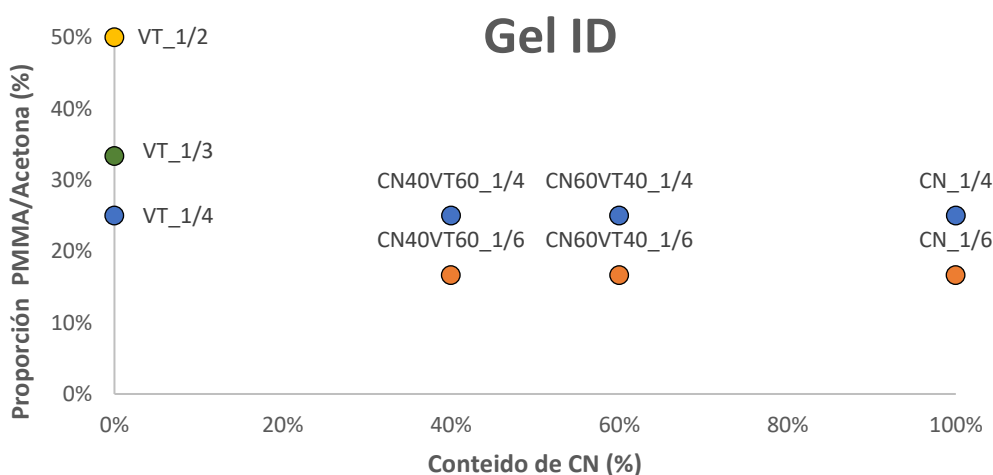 Gel ID
Proporción PMMA/Acetona (%)
50%
40%
30%
20%
10%
0%
VT_1/2
VT_1/3
VT_1/4
CN40VT60_1/4
CN60VT40_1/4
CN_1/4
CN40VT60_1/6
CN60VT40_1/6
CN_1/6
0%
20%
40%
60%
80%
100%
Conteido de CN (%)